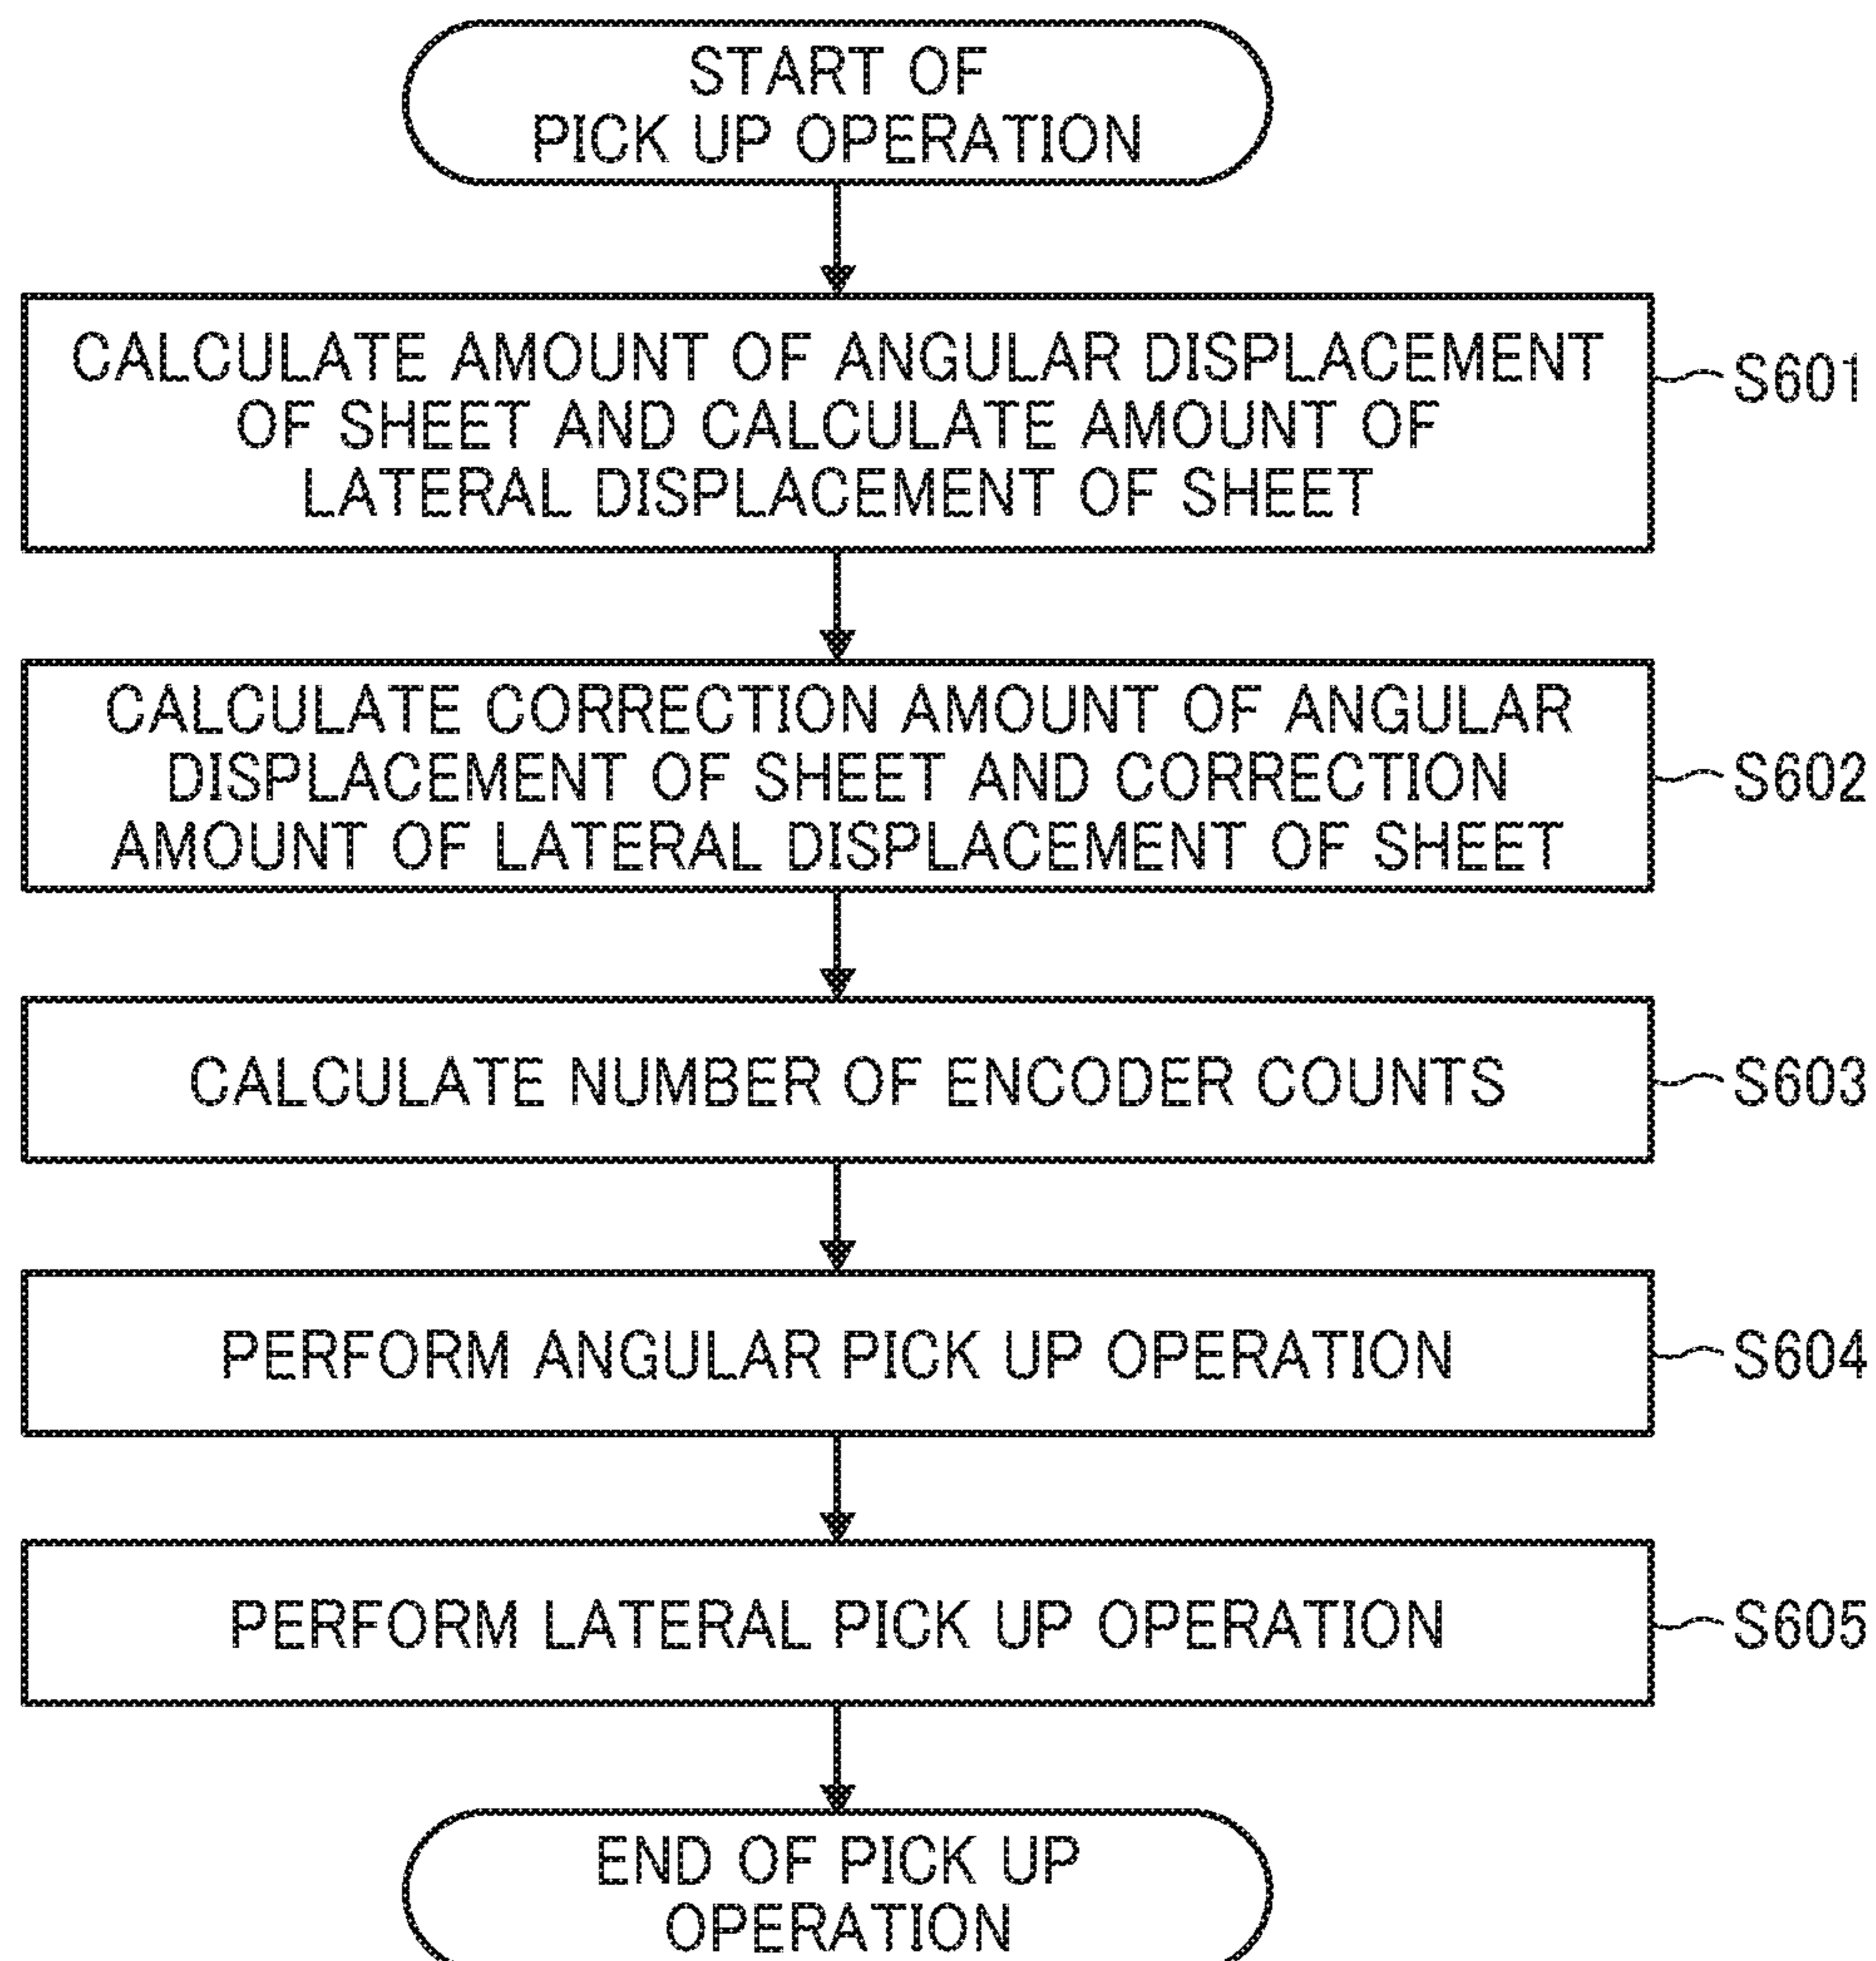 START OF
PICK UP OPERATION
CALCULATE AMOUNT OF ANGULAR DISPLACEMENT
OF SHEET AND CALCULATE AMOUNT OF
LATERAL DISPLACEMENT OF SHEET
S601
CALCULATE CORRECTION AMOUNT OF ANGULAR
DISPLACEMENT OF SHEET AND CORRECTION
AMOUNT OF LATERAL DISPLACEMENT OF SHEET
S602
CALCULATE NUMBER OF ENCODER COUNTS
S603
PERFORM ANGULAR PICK UP OPERATION
S604
PERFORM LATERAL PICK UP OPERATION
S605
END OF PICK UP
OPERATION